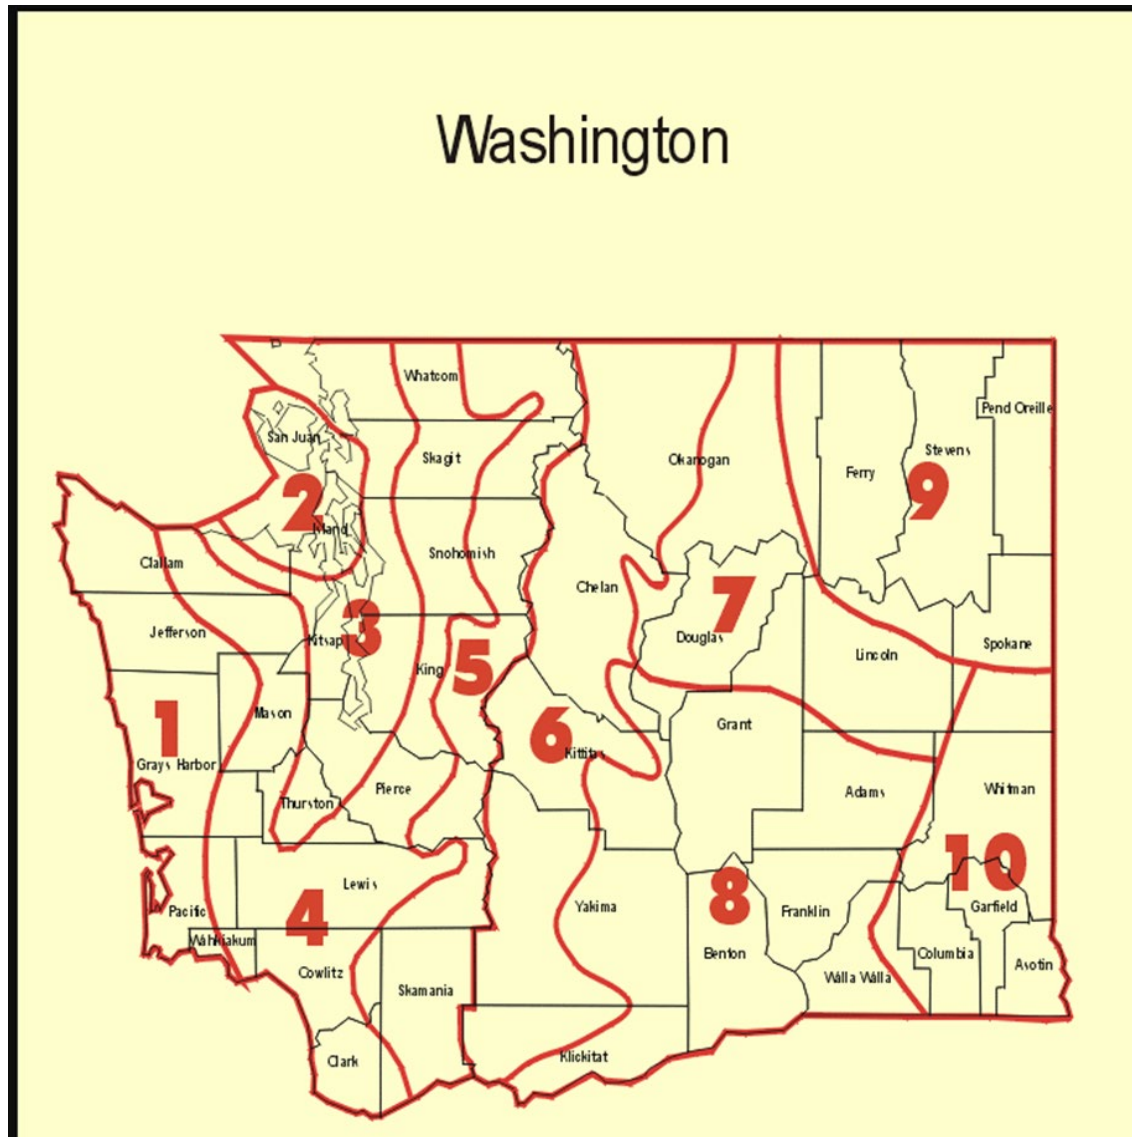 Washington
Whatcom
Pend Oreille
San Juan
Skagit
Okanogan
Stevens
Ferry
9
2
Island
Snohomish
Clallam
Chelan
7
3
Jefferson
Kitsap
Douglas
Spokane
Lincoln
King
5
Mason
1
6
Grant
Kittitas
Grays Harbor
Pierce
Thurston
Adams
Whitman
10
Lewis
8
4
Pacific
Yakima
Franklin
Garfield
Wahkiakum
Benton
Columbia
Cowlitz
Asotin
Walla Walla
Skamania
Clark
Klickitat